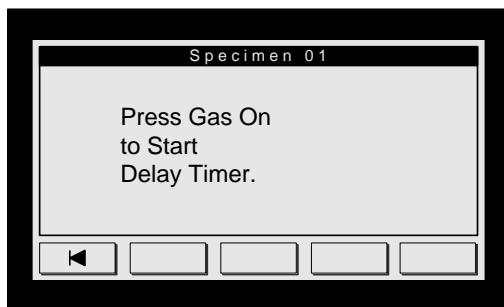 Specimen 01
Press Gas On
to Start
Delay Timer.